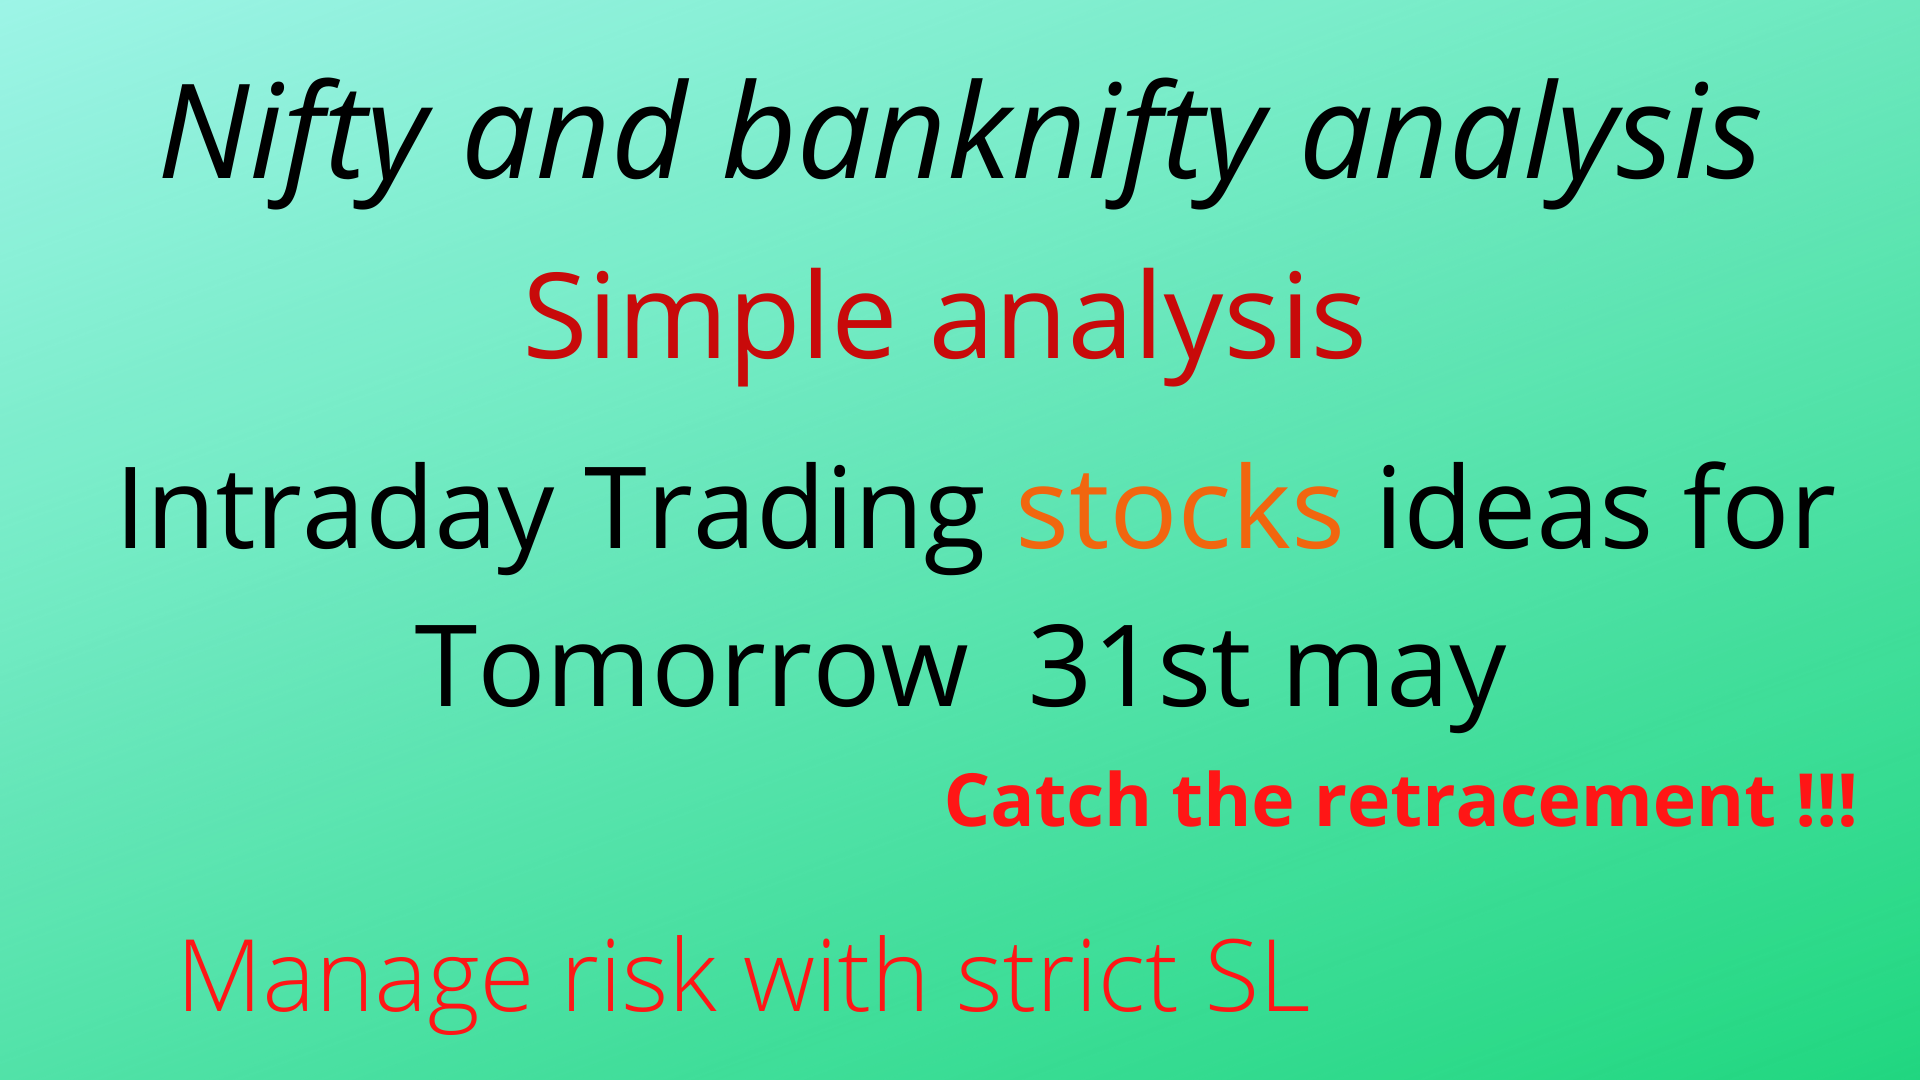 Nifty and banknifty analysis
Simple analysis
Intraday Trading stocks ideas for
Tomorrow  31st may
Catch the retracement !!!
Manage risk with strict SL